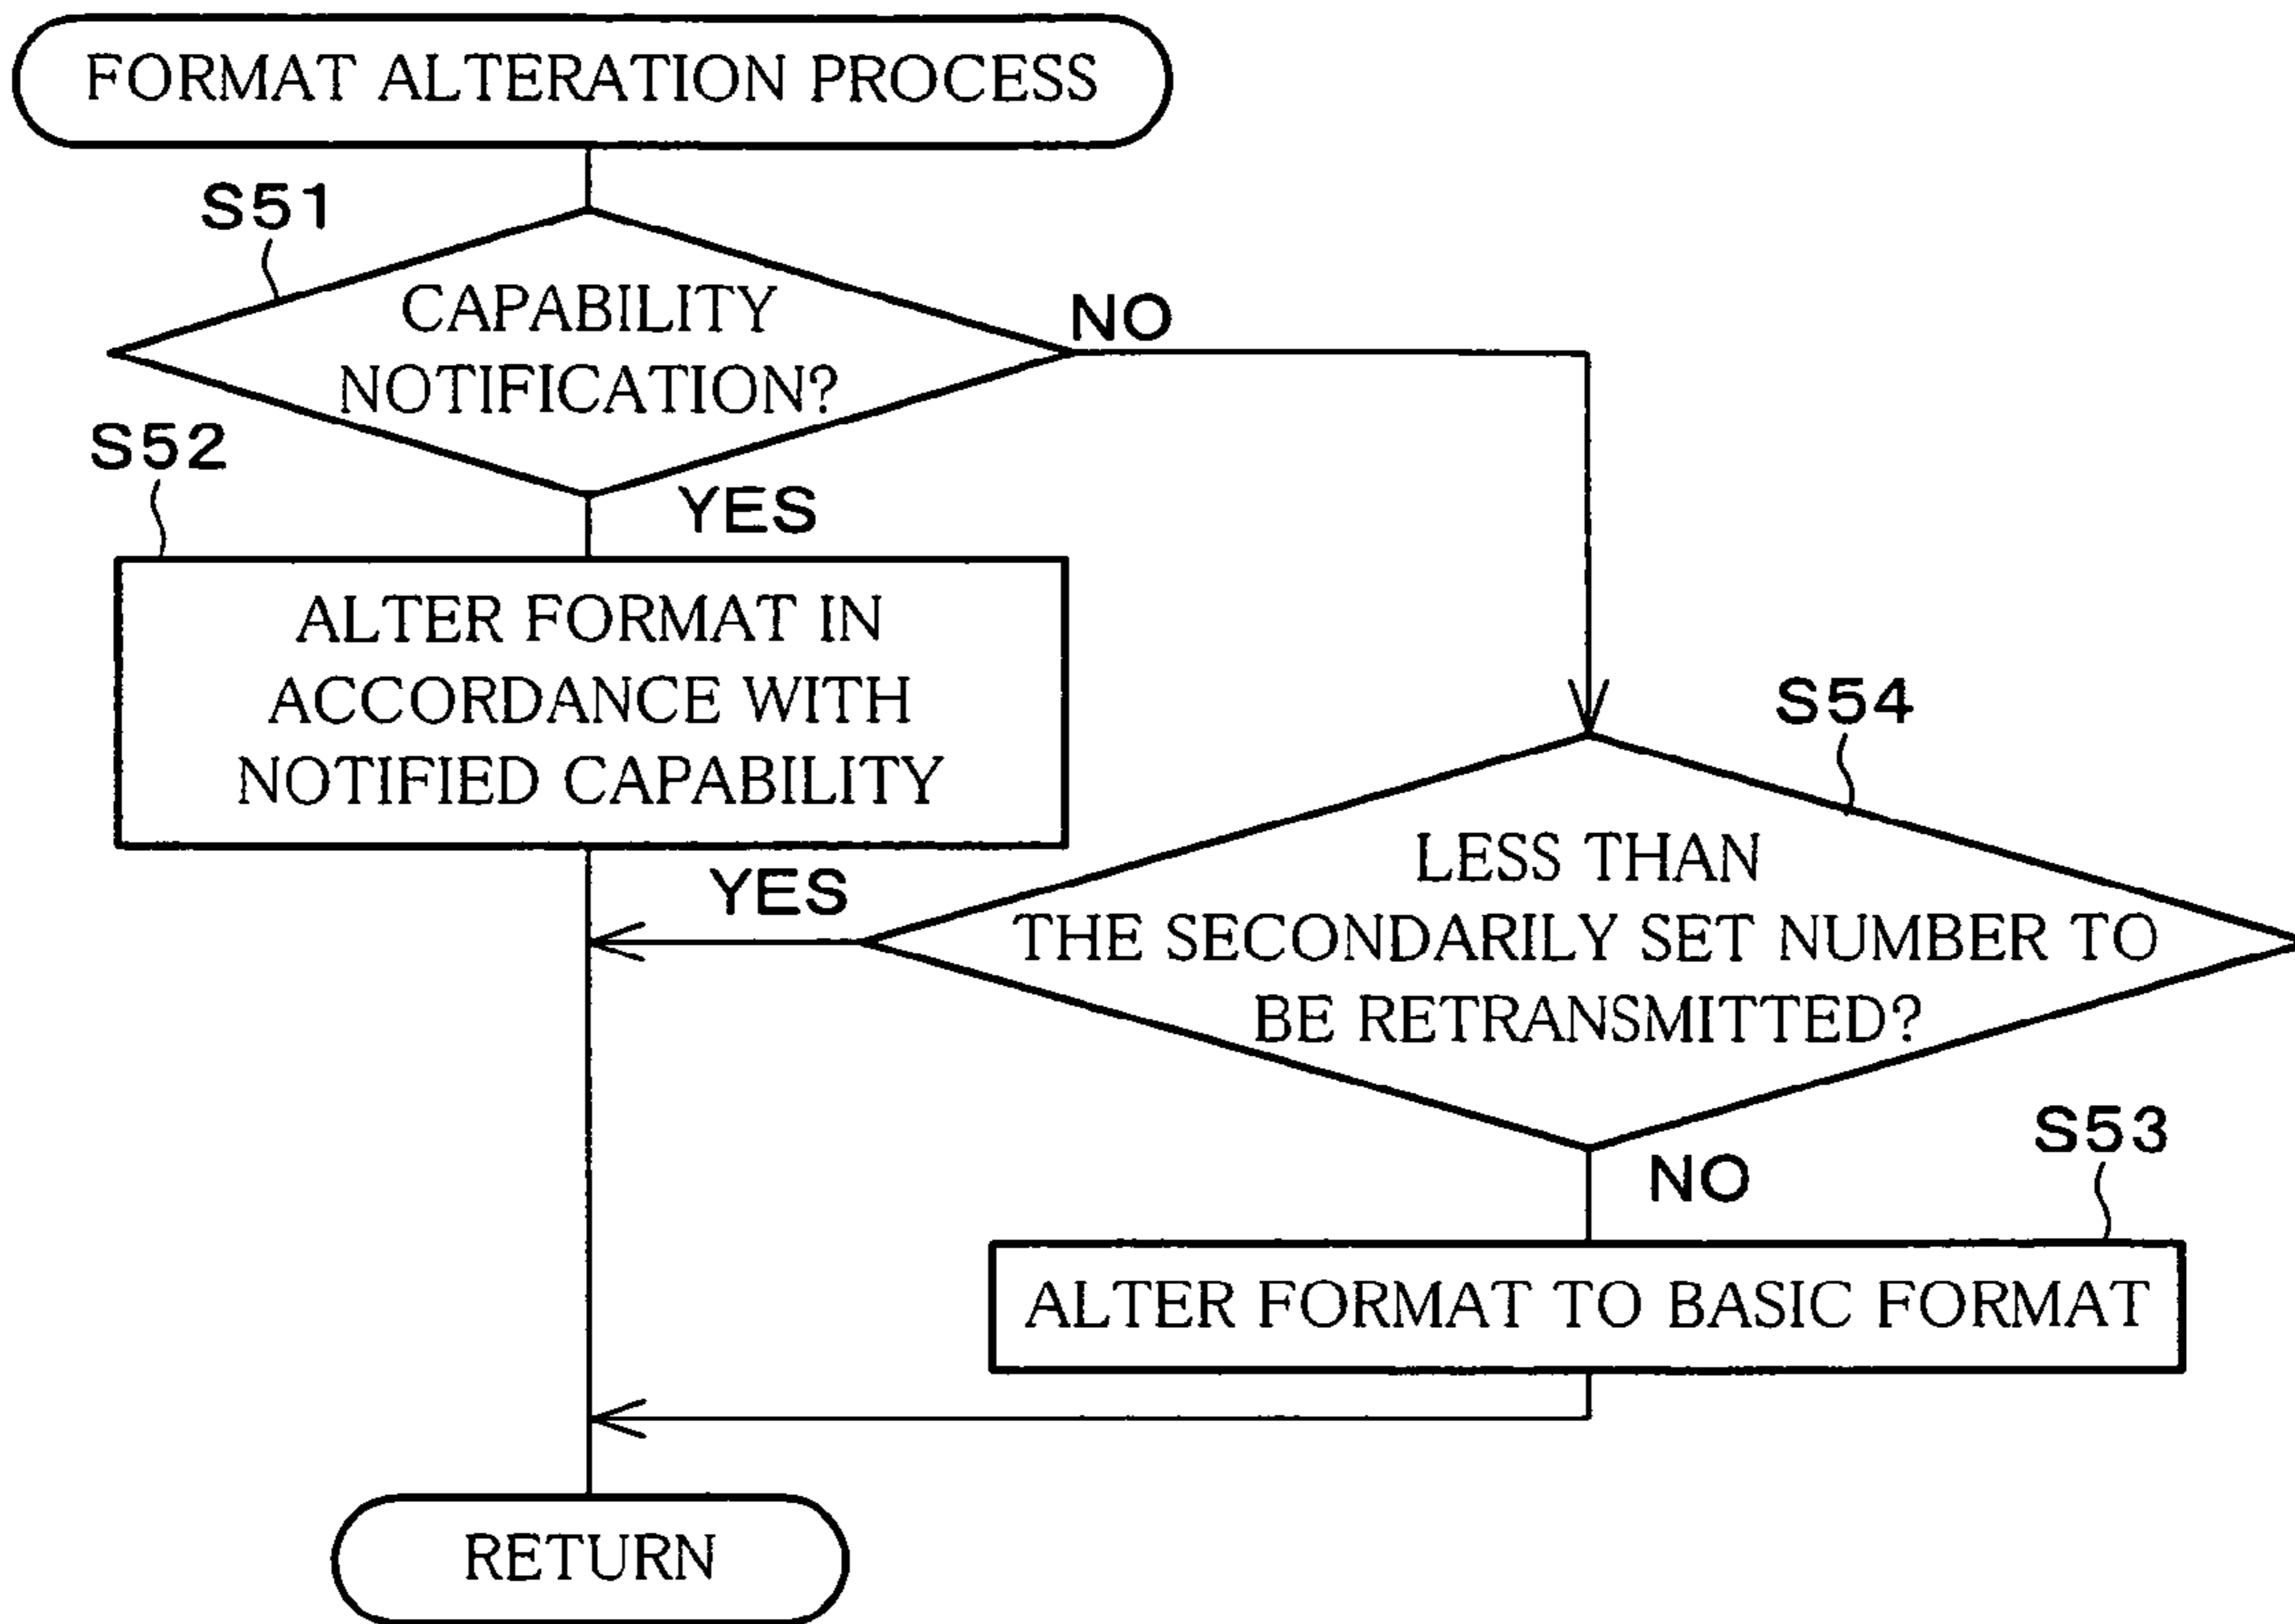 FORMAT ALTERATION PROCESS
S51
CAPABILITY
NOTIFICATION?
NO
S52
YES
ALTER FORMAT IN
ACCORDANCE WITH
NOTIFIED CAPABILITY
S54
YES
LESS THAN
THE SECONDARILY SET NUMBER TO
BE RETRANSMITTED?
NO
S53
ALTER FORMAT TO BASIC FORMAT
RETURN